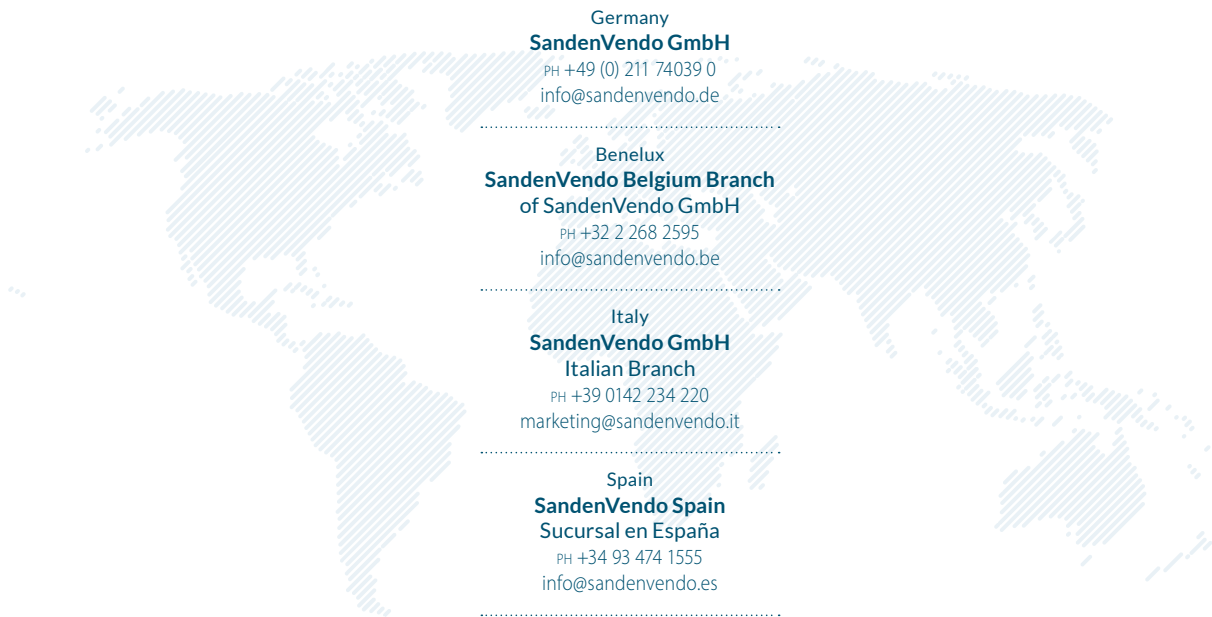 Germany
SandenVendo GmbH
PH +49 (0) 211 74039 0
info@sandenvendo.de
Benelux
SandenVendo Belgium Branch
of SandenVendo GmbH
PH +32 2 268 2595
info@sandenvendo.be
Italy
SandenVendo GmbH
Italian Branch
PH +39 0142 234 220
marketing@sandenvendo.it
Spain
SandenVendo Spain
Sucursal en España
PH +34 93 474 1555
info@sandenvendo.es